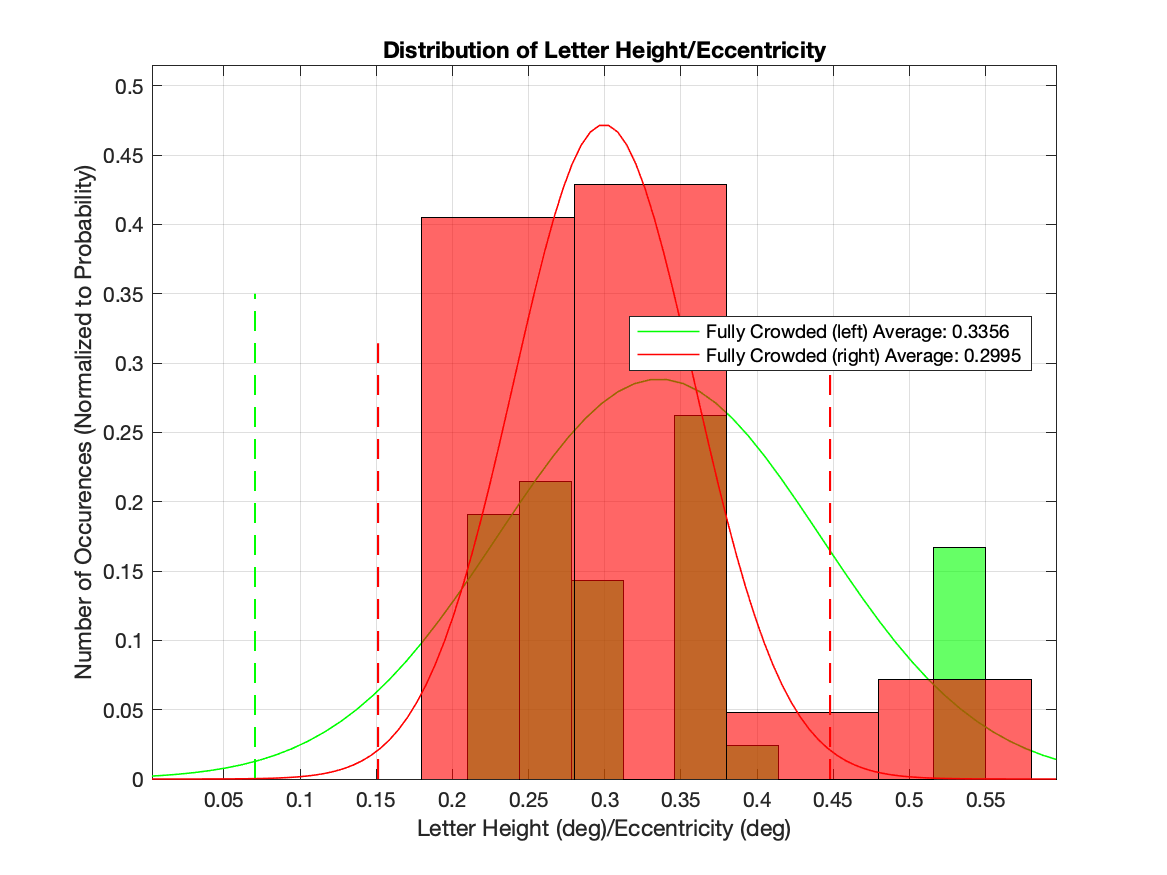 Distribution of Letter Height/Eccentricity
Number of Occurences (Normalized to Probability)
0.5
0.45
0.4
0.35
0.3
0.25
0.2
0.15
0.1
0.05
0
Fully Crowded (left) Average: 0.3356
Fully Crowded (right) Average: 0.2995
0.05 0.1 0.15 0.2 0.25 0.3 0.35 0.4 0.45 0.5 0.55
Letter Height (deg)/Eccentricity (deg)